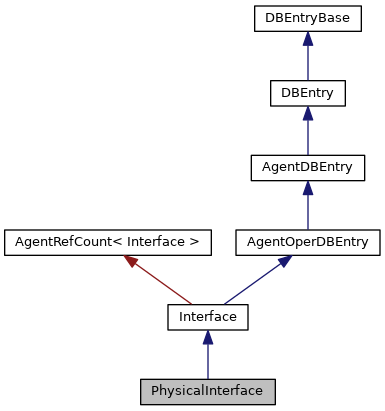 DBEntryBase
DBEntry
AgentDBEntry
AgentRefCount< Interface >
AgentOperDBEntry
Interface
PhysicalInterface